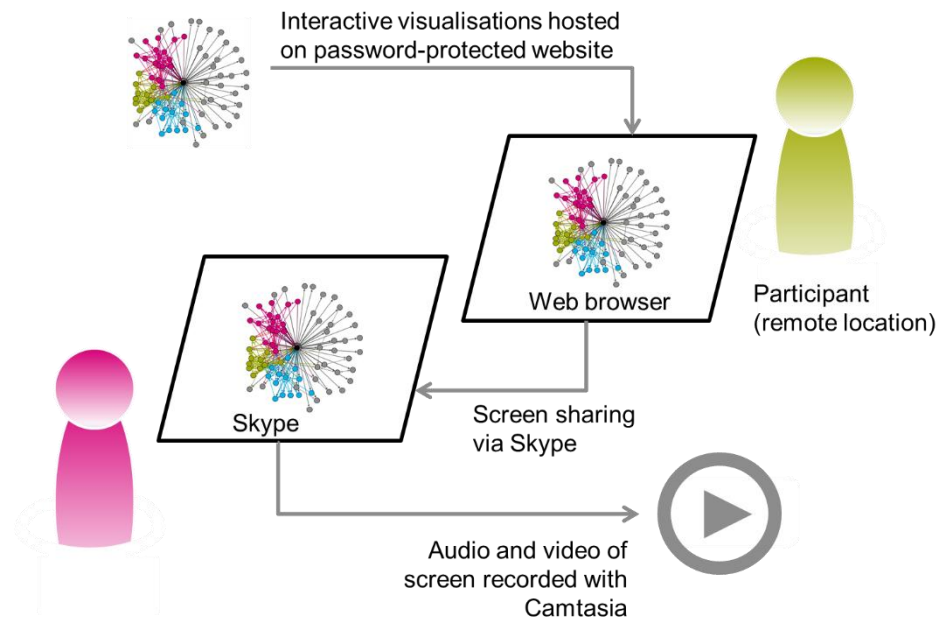 Interactive visualisations hosted
on password-protected website
Web browser
Participant
(remote location)
Skype
Screen sharing
via Skype
Audio and video of
screen recorded with
Camtasia